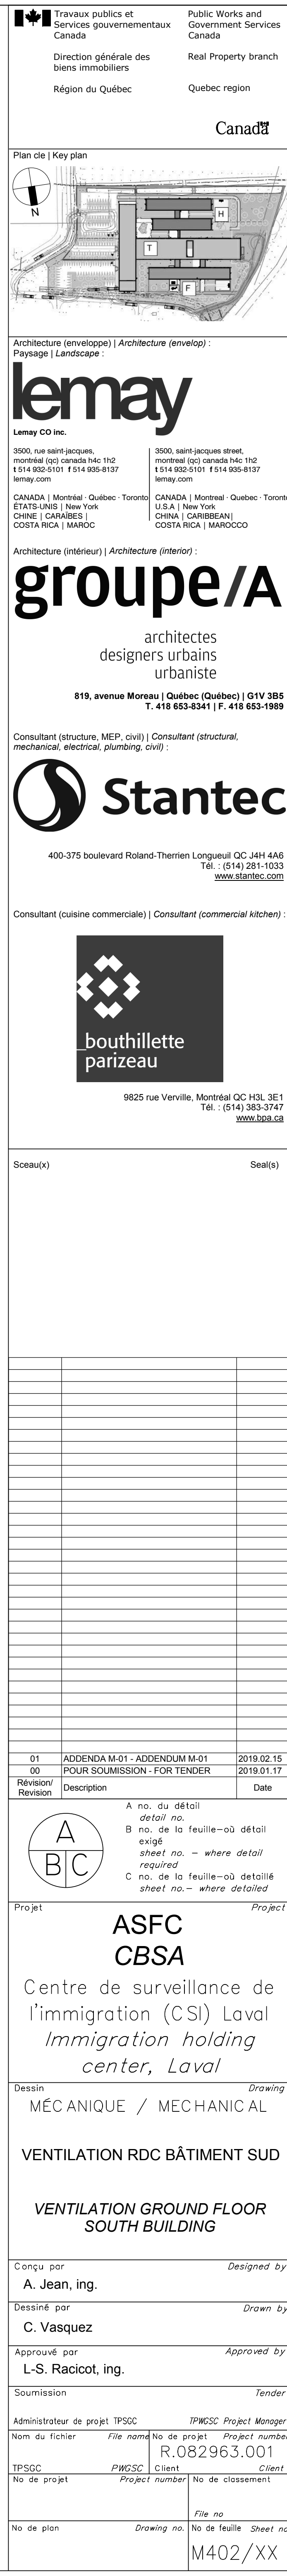 Travaux publics et
Services gouvernementaux
Canada
Public Works and
Government Services
Canada
Direction générale des
biens immobiliers
Real Property branch
Région du Québec
Quebec region
Canada
Plan cle | Key plan
N
H
T
F
Architecture (enveloppe) | Architecture (envelop) :
Paysage | Landscape :
lemay
Lemay CO inc.
3500, rue saint-jacques,
montréal (qc) canada h4c 1h2
t 514 932-5101 f 514 935-8137
lemay.com
CANADA | Montréal · Québec · Toronto
ÉTATS-UNIS | New York
CHINE | CARAÏBES |
COSTA RICA | MAROC
3500, saint-jacques street,
montreal (qc) canada h4c 1h2
t 514 932-5101 f 514 935-8137
lemay.com
CANADA | Montreal · Quebec · Toronto
U.S.A | New York
CHINA | CARIBBEAN|
COSTA RICA | MAROCCO
Architecture (intérieur) | Architecture (interior) :
groupe/A
architectes
designers urbains
urbaniste
819, avenue Moreau | Québec (Québec) | G1V 3B5
T. 418 653-8341 | F. 418 653-1989
Consultant (structure, MEP, civil) | Consultant (structural,
mechanical, electrical, plumbing, civil) :
Stantec
400-375 boulevard Roland-Therrien Longueuil QC J4H 4A6
Tél. : (514) 281-1033
www.stantec.com
Consultant (cuisine commerciale) | Consultant (commercial kitchen) :
_bouthillette
parizeau
9825 rue Verville, Montréal QC H3L 3E1
Tél. : (514) 383-3747
www.bpa.ca
Sceau(x) Seal(s)
01 ADDENDA M-01 - ADDENDUM M-01 2019.02.15
00 POUR SOUMISSION - FOR TENDER 2019.01.17
Révision/
Revision Description Date
A
B C
A no. du détail
detail no.
B no. de la feuille-où détail
exigé
sheet no. - where detail
required
C no. de la feuille-où detaillé
sheet no.- where detailed
Projet Project
ASFC
CBSA
Centre de surveillance de
l'immigration (CSI) Laval
Immigration holding
center, Laval
Dessin Drawing
MÉCANIQUE / MECHANICAL
VENTILATION RDC BÂTIMENT SUD
VENTILATION GROUND FLOOR
SOUTH BUILDING
Conçu par Designed by
A. Jean, ing.
Dessiné par Drawn by
C. Vasquez
Approuvé par Approved by
L-S. Racicot, ing.
Soumission Tender
Administrateur de projet TPSGC TPWGSC Project Manager
Nom du fichier File name No de projet Project number
R.082963.001
TPSGC PWGSC Client Client
No de projet Project number No de classement
File no
No de plan Drawing no. No de feuille Sheet no
M402/XX